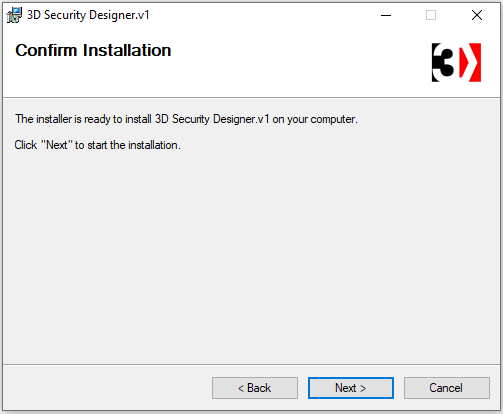 3D Security Designer.v1
Confirm Installation
3D
The installer is ready to install 3D Security Designer.v1 on your computer.
Click "Next" to start the installation.
< Back
Next >
Cancel